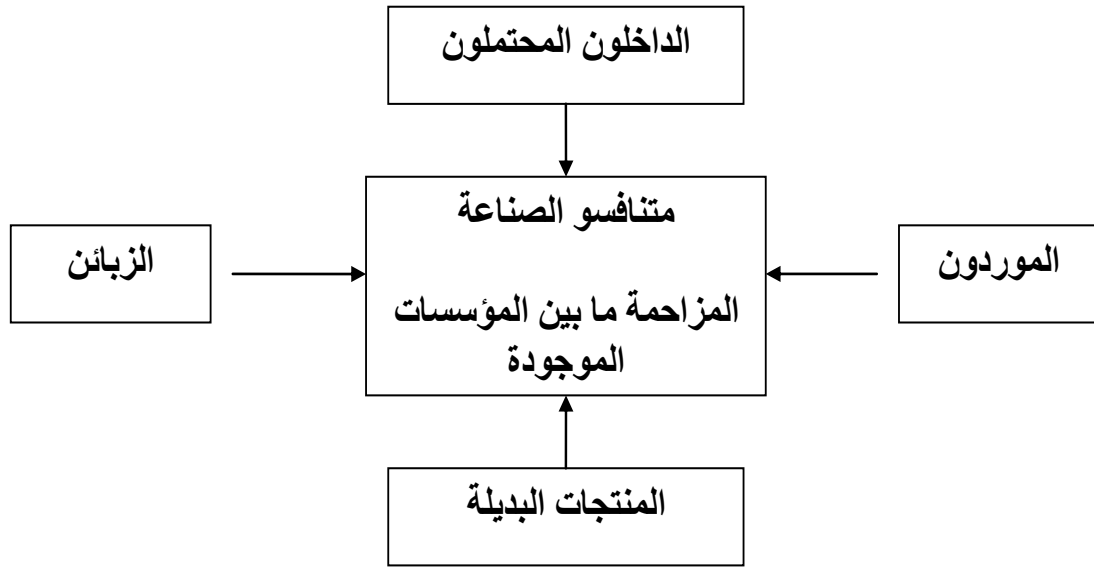 الداخلون المحتملون
متنافسو الصناعة
الموردون
الزبائن
المزاحمة ما بين المؤسسات
الموجودة
المنتجات البديلة